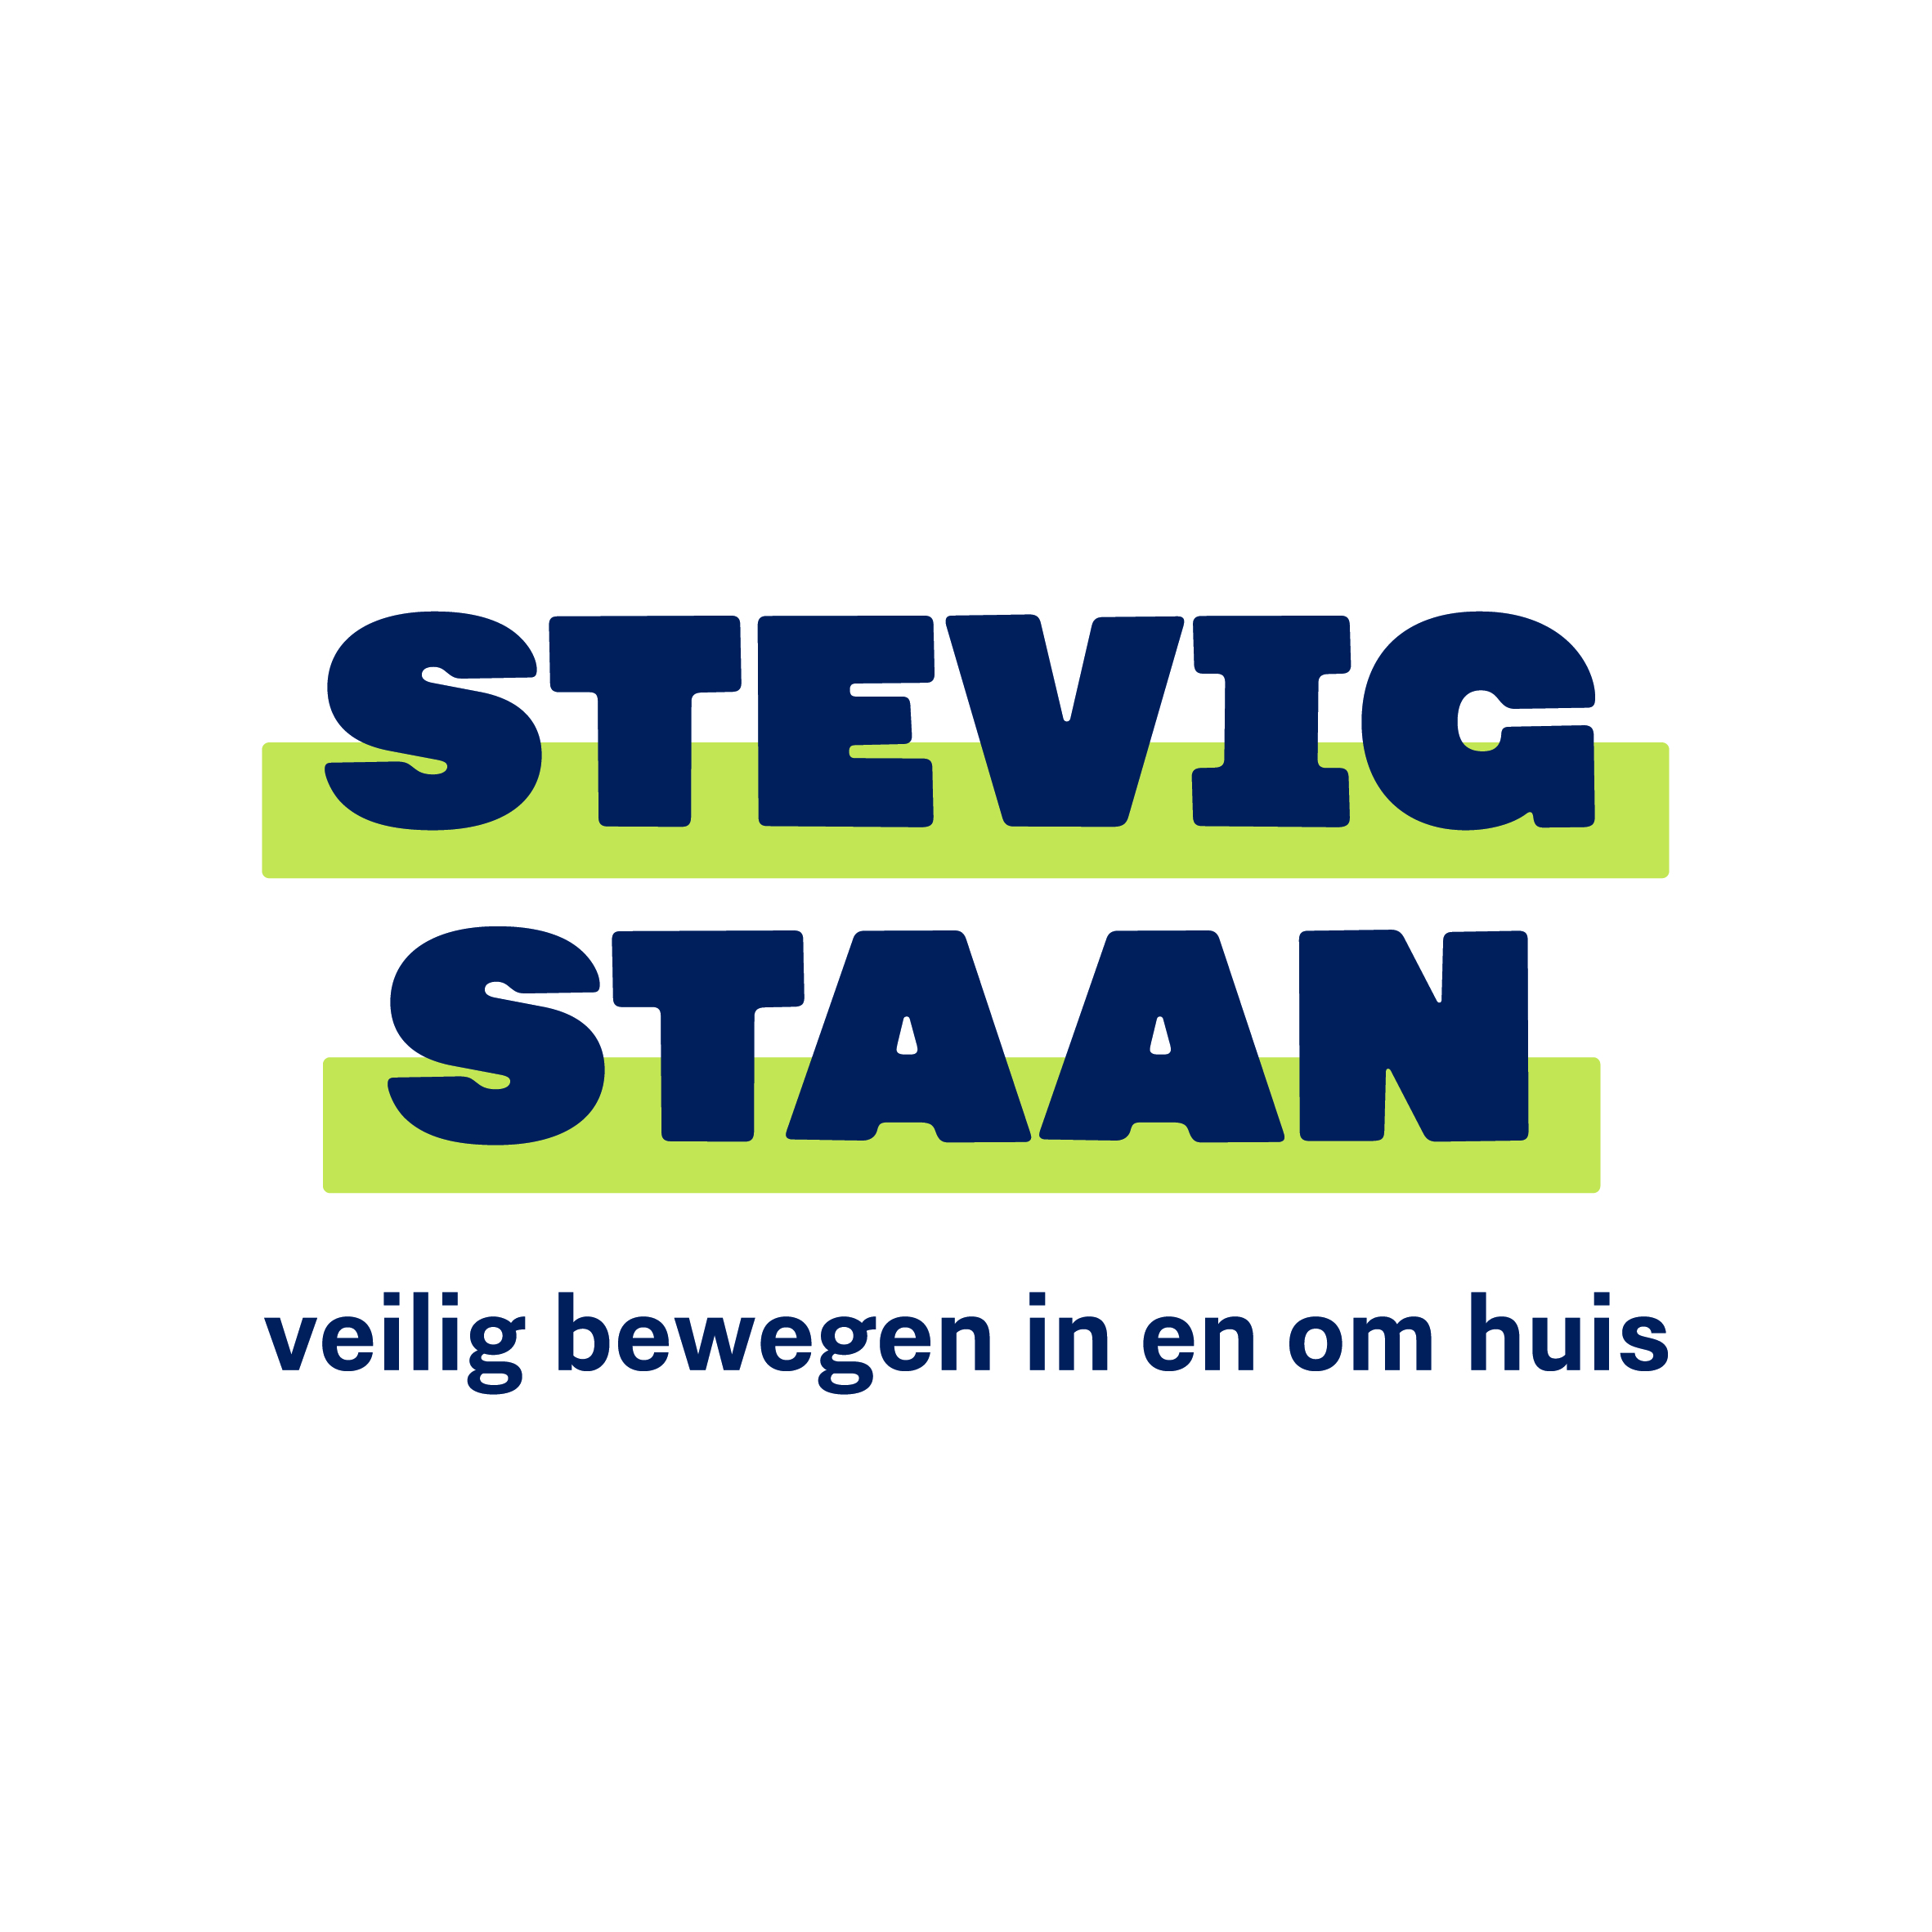 STEVIG
STAAN
veilig bewegen in en om huis